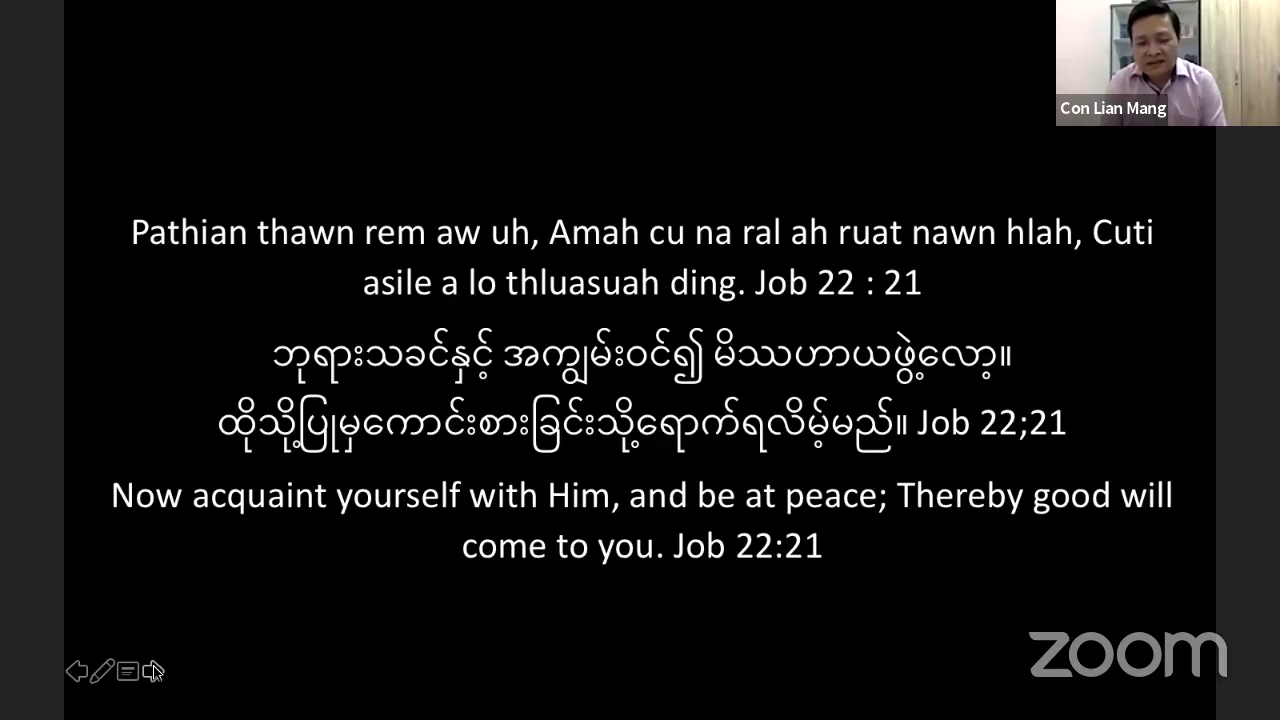 Con Lian Mang
Pathian thawn rem aw uh, Amah cu na ral ah ruat nawn hlah, Cuti
asile a lo thluasuah ding. Job 22 : 21
ဘုရားသခင်နှင့် အကျွမ်းဝင်၍ မိဿဟာယဖွဲ့လော့။
ထိုသို့ပြုမှကောင်းစားခြင်းသို့ရောက်ရလိမ့်မည်။ Job 22;21
Now acquaint yourself with Him, and be at peace; Thereby good will
come to you. Job 22:21
zoom